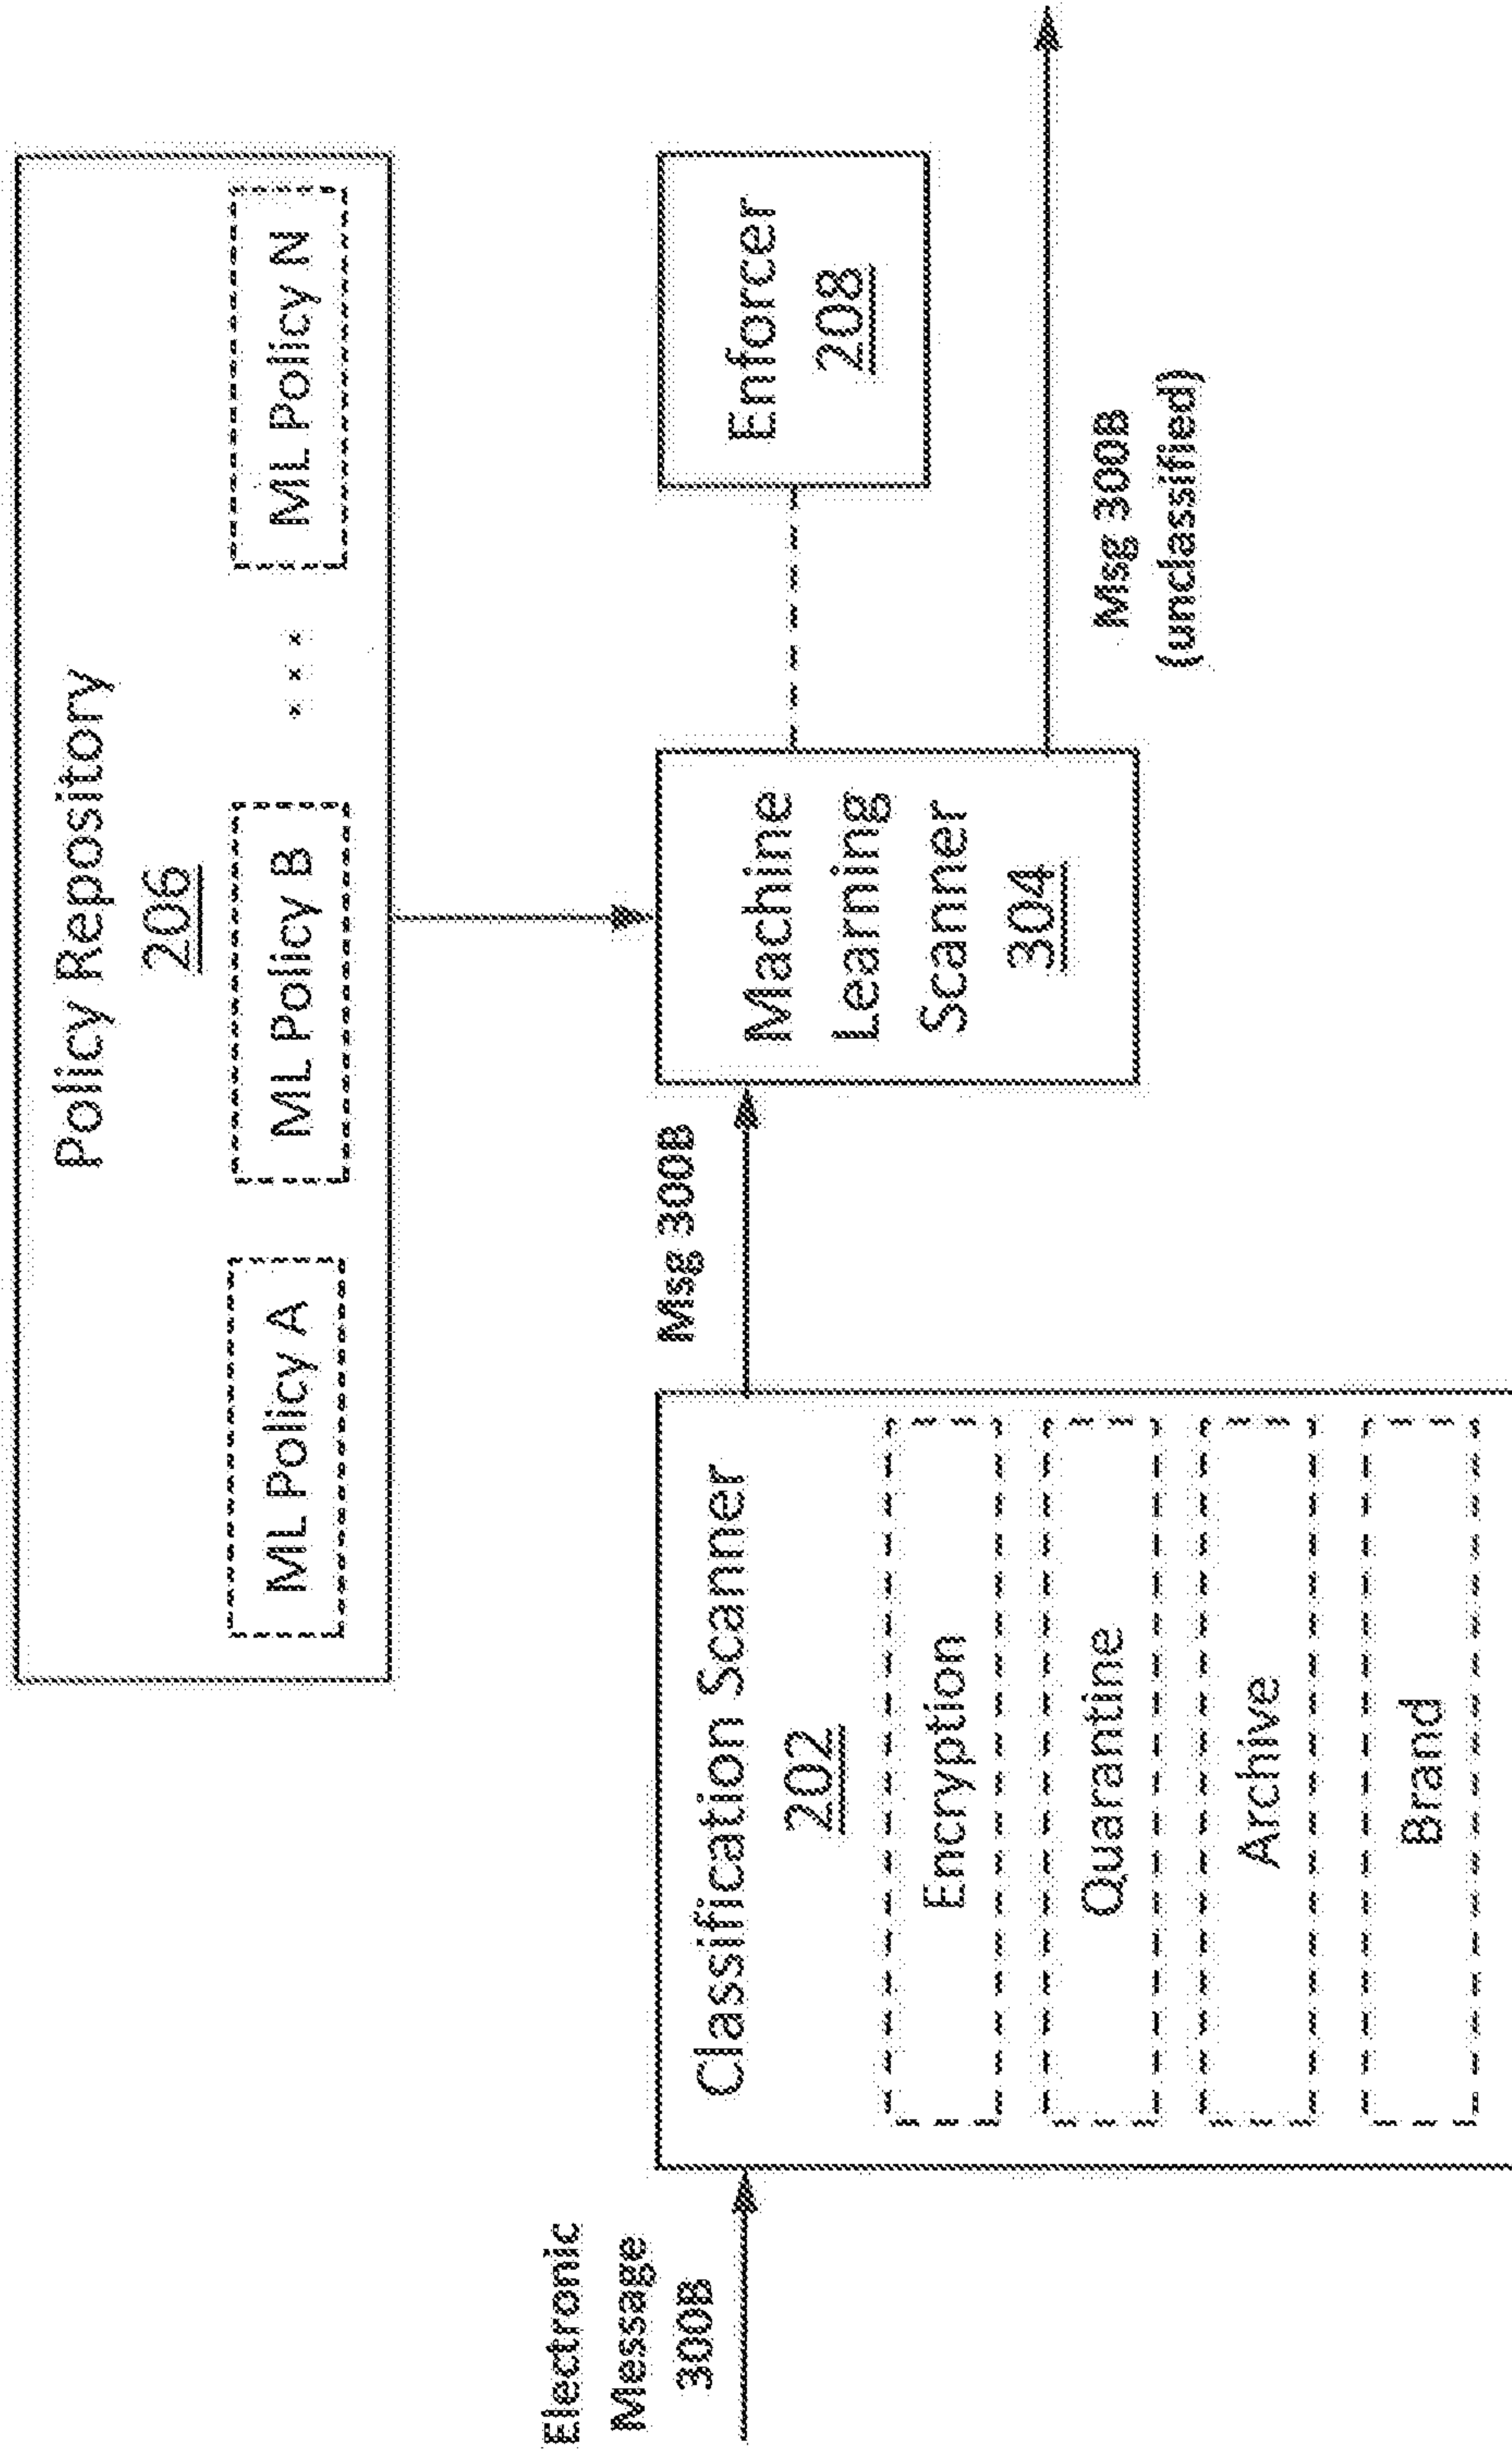 Policy Repository
206
ML Policy A
ML Policy B
...
ML Policy N
Electronic
Message
300B
Classification Scanner
202
Encryption
Quarantine
Archive
Brand
Msg 300B
Machine
Learning
Scanner
304
Enforcer
208
Msg 300B
(unclassified)